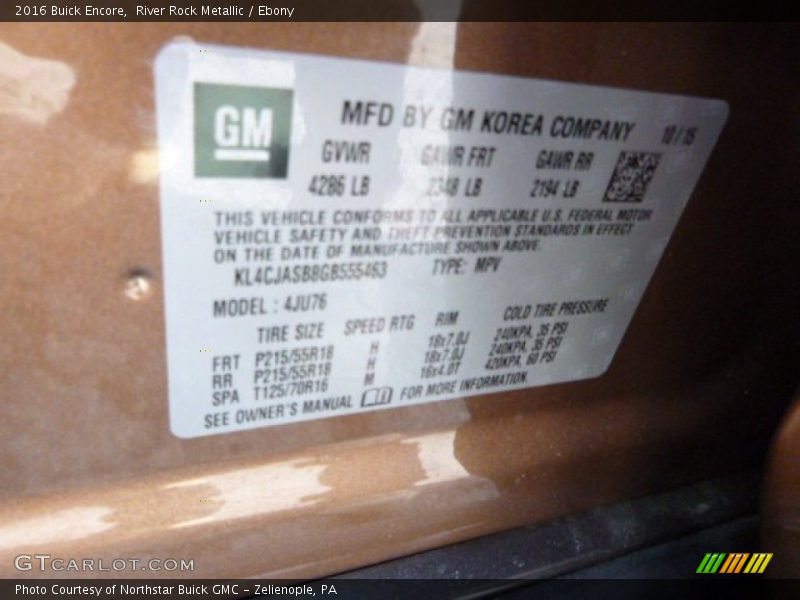 2016 Buick Encore, River Rock Metallic / Ebony
GM
MFD BY GM KOREA COMPANY 10/15
GVWR GAWR FRT GAWR RR
4286 LB 2348 LB 2194 LB
THIS VEHICLE CONFORMS TO ALL APPLICABLE U.S. FEDERAL MOTOR
VEHICLE SAFETY AND THEFT PREVENTION STANDARDS IN EFFECT
ON THE DATE OF MANUFACTURE SHOWN ABOVE.
KL4CJASB8GB555463 TYPE: MPV
MODEL : 4JU76
TIRE SIZE SPEED RTG RIM COLD TIRE PRESSURE
FRT P215/55R18 H 18x7.0J 240KPA, 35 PSI
RR P215/55R18 H 18x7.0J 240KPA, 35 PSI
SPA T125/70R16 M 16x4.0T 420KPA, 60 PSI
SEE OWNER'S MANUAL FOR MORE INFORMATION.
GTCARLOT.COM
Photo Courtesy of Northstar Buick GMC - Zelienople, PA